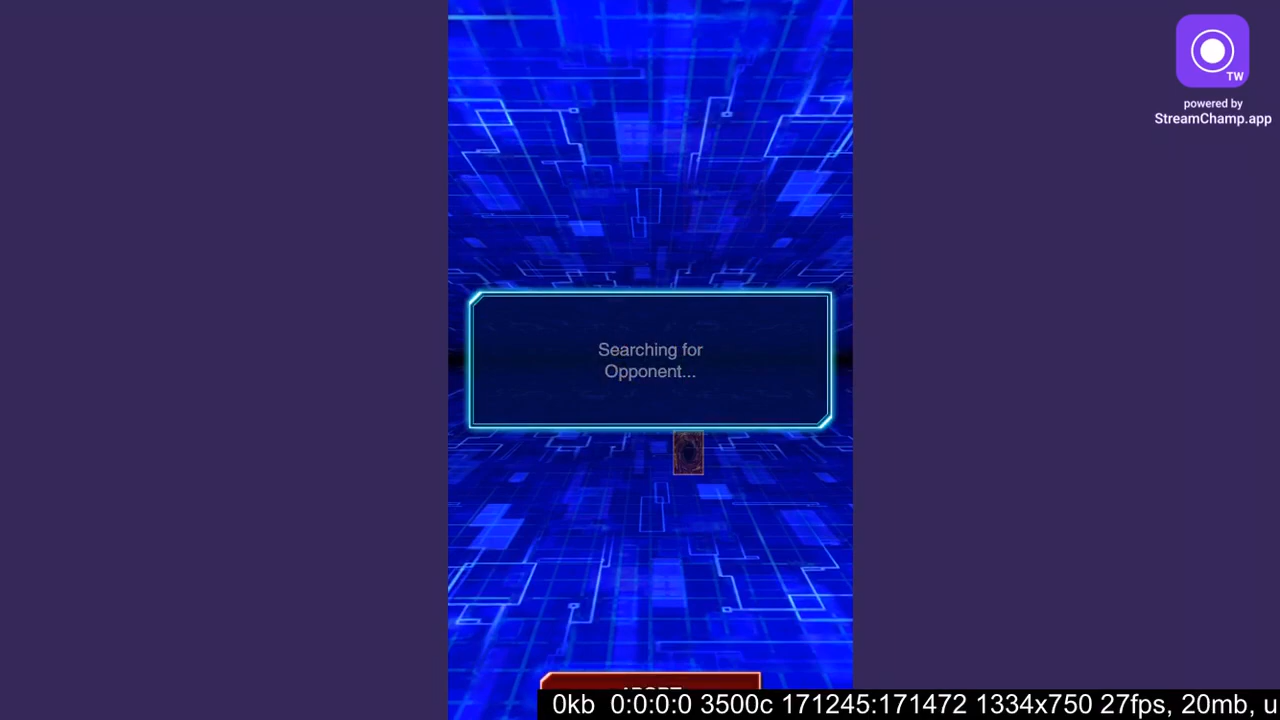 TW
powered by
StreamChamp.app
Searching for
Opponent...
0kb 0:0:0:0 3500c 171245:171472 1334x750 27fps, 20mb, u